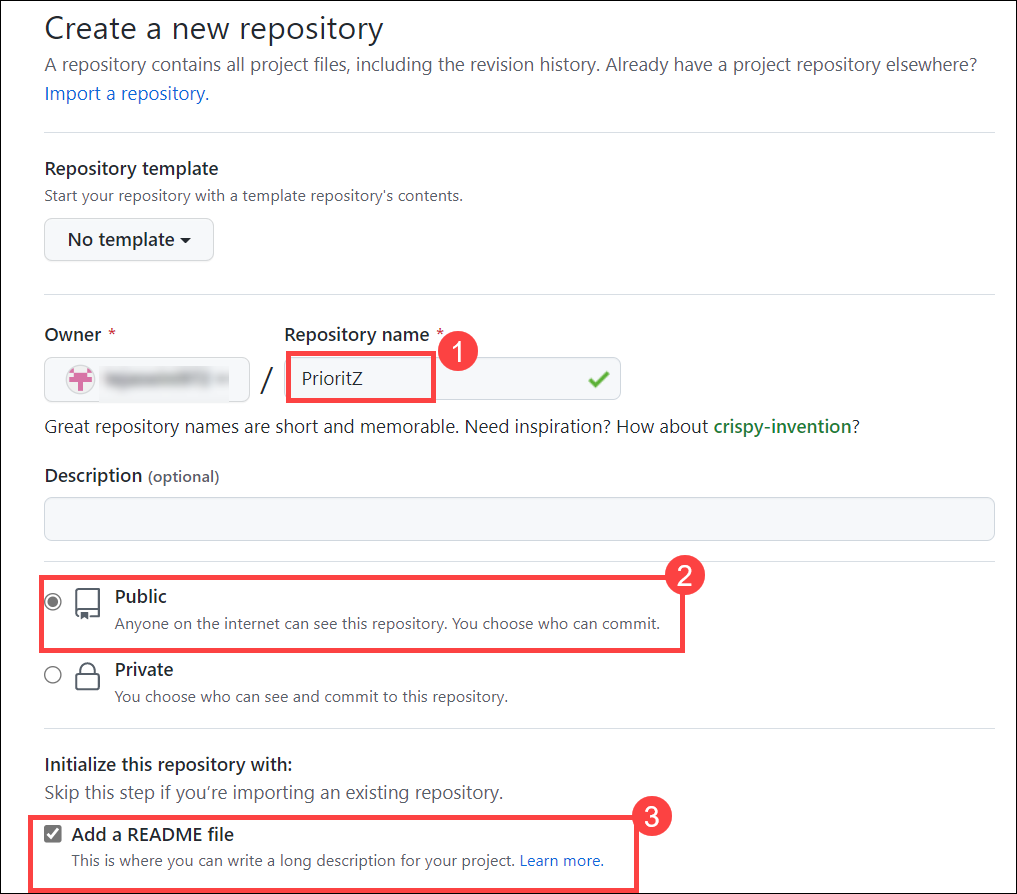 Create a new repository
A repository contains all project files, including the revision history. Already have a project repository elsewhere?
Import a repository.
Repository template
Start your repository with a template repository's contents.
No template
Owner * Repository name *
1
/ PrioritZ
Great repository names are short and memorable. Need inspiration? How about crispy-invention?
Description (optional)
2
Public
Anyone on the internet can see this repository. You choose who can commit.
Private
You choose who can see and commit to this repository.
Initialize this repository with:
Skip this step if you’re importing an existing repository.
3
Add a README file
This is where you can write a long description for your project. Learn more.